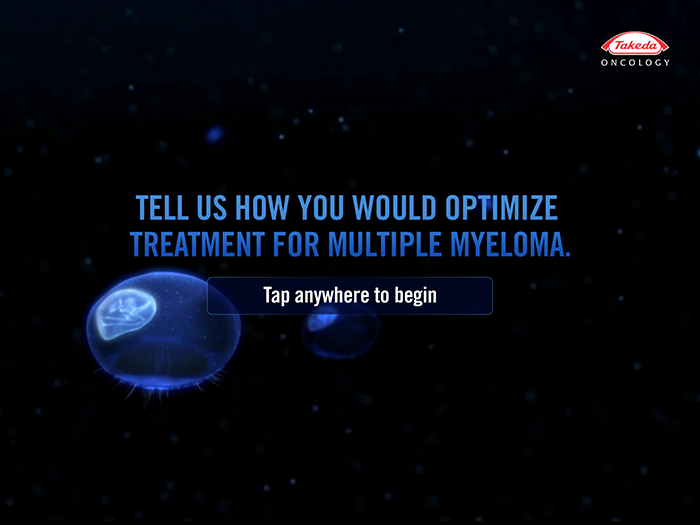 Takeda
ONCOLOGY
TELL US HOW YOU WOULD OPTIMIZE
TREATMENT FOR MULTIPLE MYELOMA.
Tap anywhere to begin